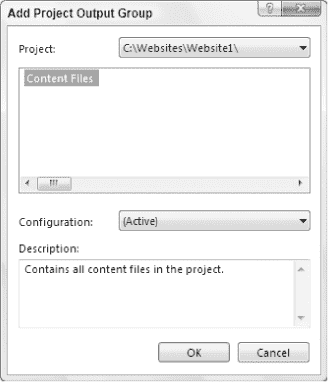 Add Project Output Group
Project: C:\Websites\Website1\
Content Files
Configuration: (Active)
Description:
Contains all content files in the project.
OK Cancel